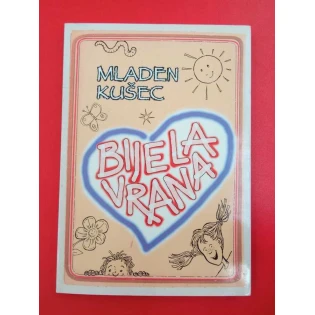 MLADEN
KUŠEC
BIJELA
VRANA